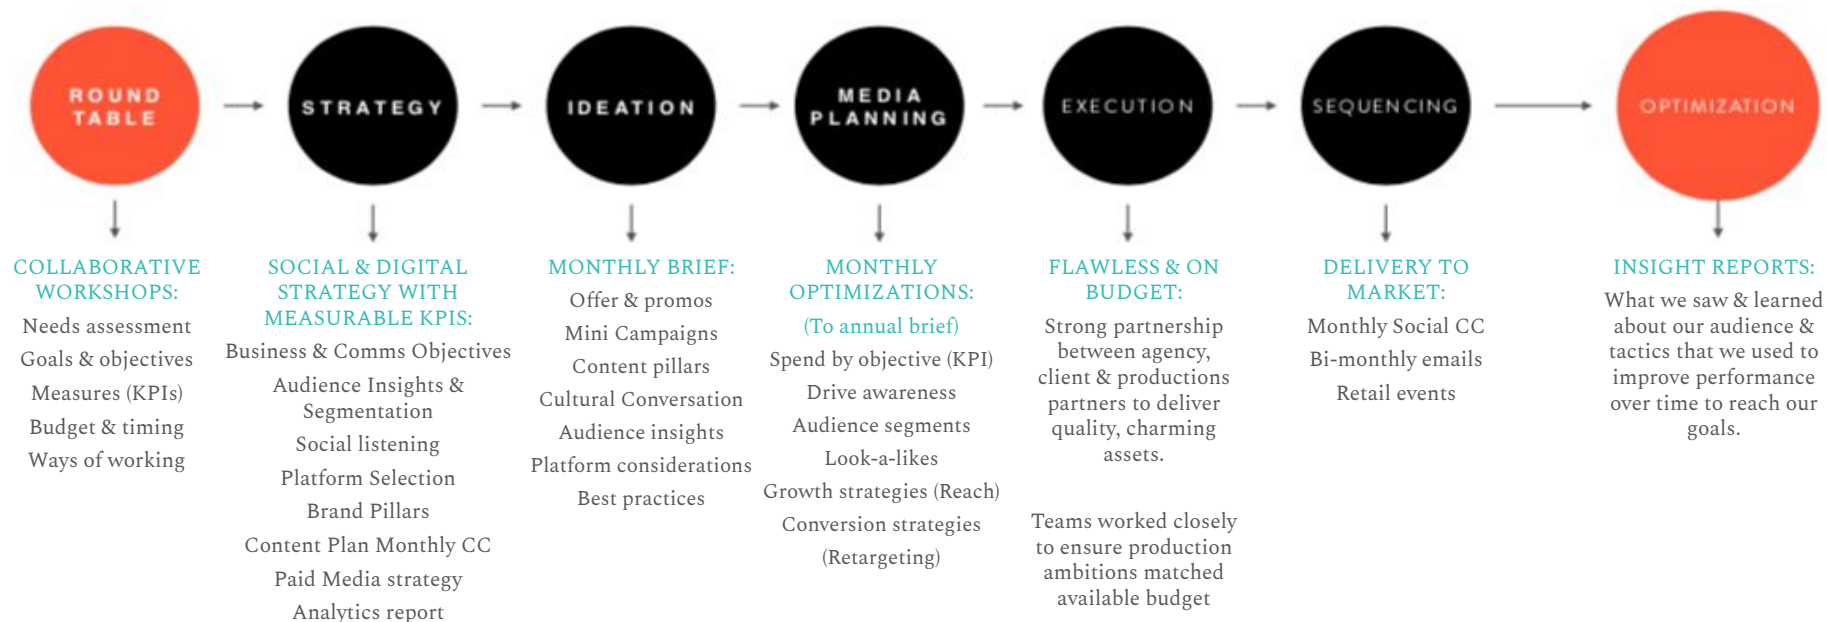 ROUND
TABLE
STRATEGY
IDEATION
MEDIA
PLANNING
EXECUTION
SEQUENCING
OPTIMIZATION
COLLABORATIVE
WORKSHOPS:
Needs assessment
Goals & objectives
Measures (KPIs)
Budget & timing
Ways of working
SOCIAL & DIGITAL
STRATEGY WITH
MEASURABLE KPIS:
Business & Comms Objectives
Audience Insights &
Segmentation
Social listening
Platform Selection
Brand Pillars
Content Plan Monthly CC
Paid Media strategy
Analytics report
MONTHLY BRIEF:
Offer & promos
Mini Campaigns
Content pillars
Cultural Conversation
Audience insights
Platform considerations
Best practices
MONTHLY
OPTIMIZATIONS:
(To annual brief)
Spend by objective (KPI)
Drive awareness
Audience segments
Look-a-likes
Growth strategies (Reach)
Conversion strategies
(Retargeting)
FLAWLESS & ON
BUDGET:
Strong partnership
between agency,
client & productions
partners to deliver
quality, charming
assets.
Teams worked closely
to ensure production
ambitions matched
available budget
DELIVERY TO
MARKET:
Monthly Social CC
Bi-monthly emails
Retail events
INSIGHT REPORTS:
What we saw & learned
about our audience &
tactics that we used to
improve performance
over time to reach our
goals.